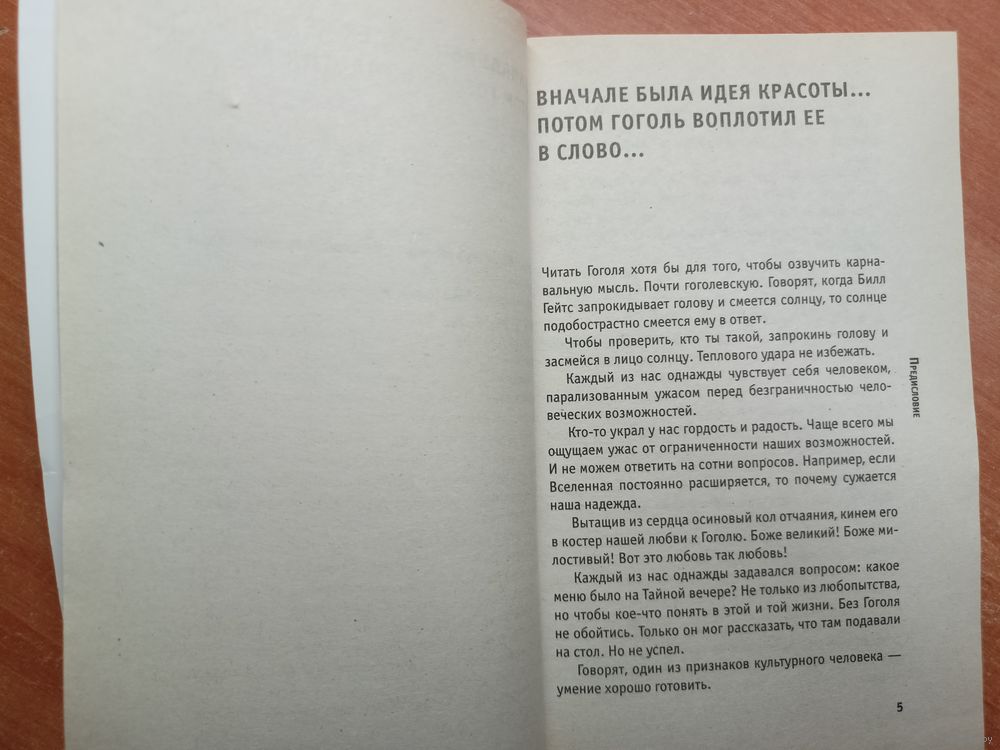 ВНАЧАЛЕ БЫЛА ИДЕЯ КРАСОТЫ...
ПОТОМ ГОГОЛЬ ВОПЛОТИЛ ЕЕ
В СЛОВО...
Читать Гоголя хотя бы для того, чтобы озвучить карна-
вальную мысль. Почти гоголевскую. Говорят, когда Билл
Гейтс запрокидывает голову и смеется солнцу, то солнце
подобострастно смеется ему в ответ.
Чтобы проверить, кто ты такой, запрокинь голову и
засмейся в лицо солнцу. Теплового удара не избежать.
Каждый из нас однажды чувствует себя человеком,
парализованным ужасом перед безграничностью чело-
веческих возможностей.
Кто-то украл у нас гордость и радость. Чаще всего мы
ощущаем ужас от ограниченности наших возможностей.
И не можем ответить на сотни вопросов. Например, если
Вселенная постоянно расширяется, то почему сужается
наша надежда.
Вытащив из сердца осиновый кол отчаяния, кинем его
в костер нашей любви к Гоголю. Боже великий! Боже ми-
лостивый! Вот это любовь так любовь!
Каждый из нас однажды задавался вопросом: какое
меню было на Тайной вечере? Не только из любопытства,
но чтобы кое-что понять в этой и той жизни. Без Гоголя
не обойтись. Только он мог рассказать, что там подавали
на стол. Но не успел.
Говорят, один из признаков культурного человека —
умение хорошо готовить.
Предисловие
5